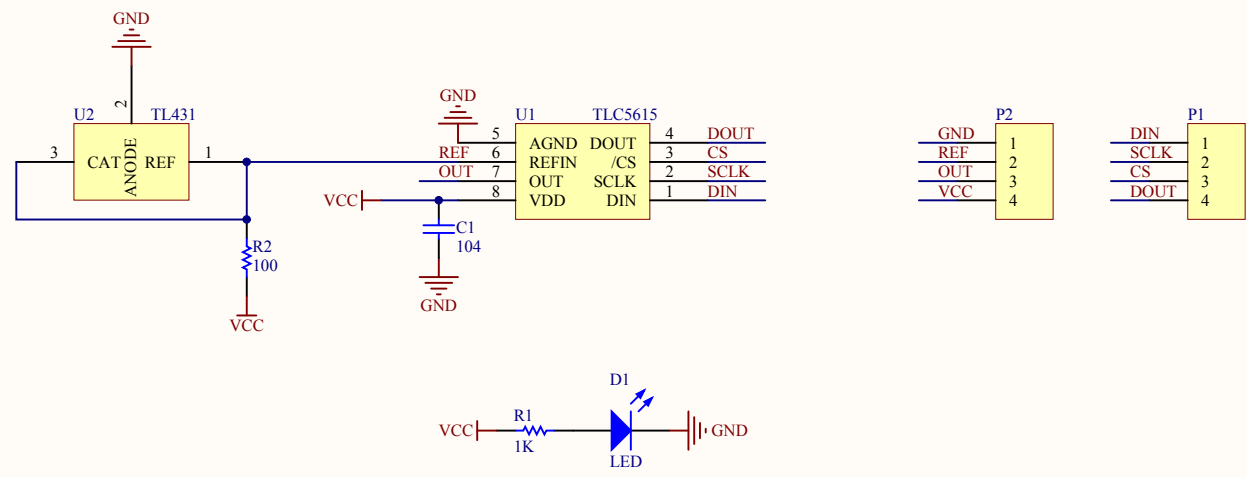 GND
U2 TL431
2
3 CAT ANODE REF 1
R2
100
VCC
GND
U1 TLC5615
5 AGND DOUT 4 DOUT
REF 6 REFIN /CS 3 CS
OUT 7 OUT SCLK 2 SCLK
VCC 8 VDD DIN 1 DIN
C1
104
GND
P2
GND 1
REF 2
OUT 3
VCC 4
P1
DIN 1
SCLK 2
CS 3
DOUT 4
D1
VCC R1 GND
1K
LED